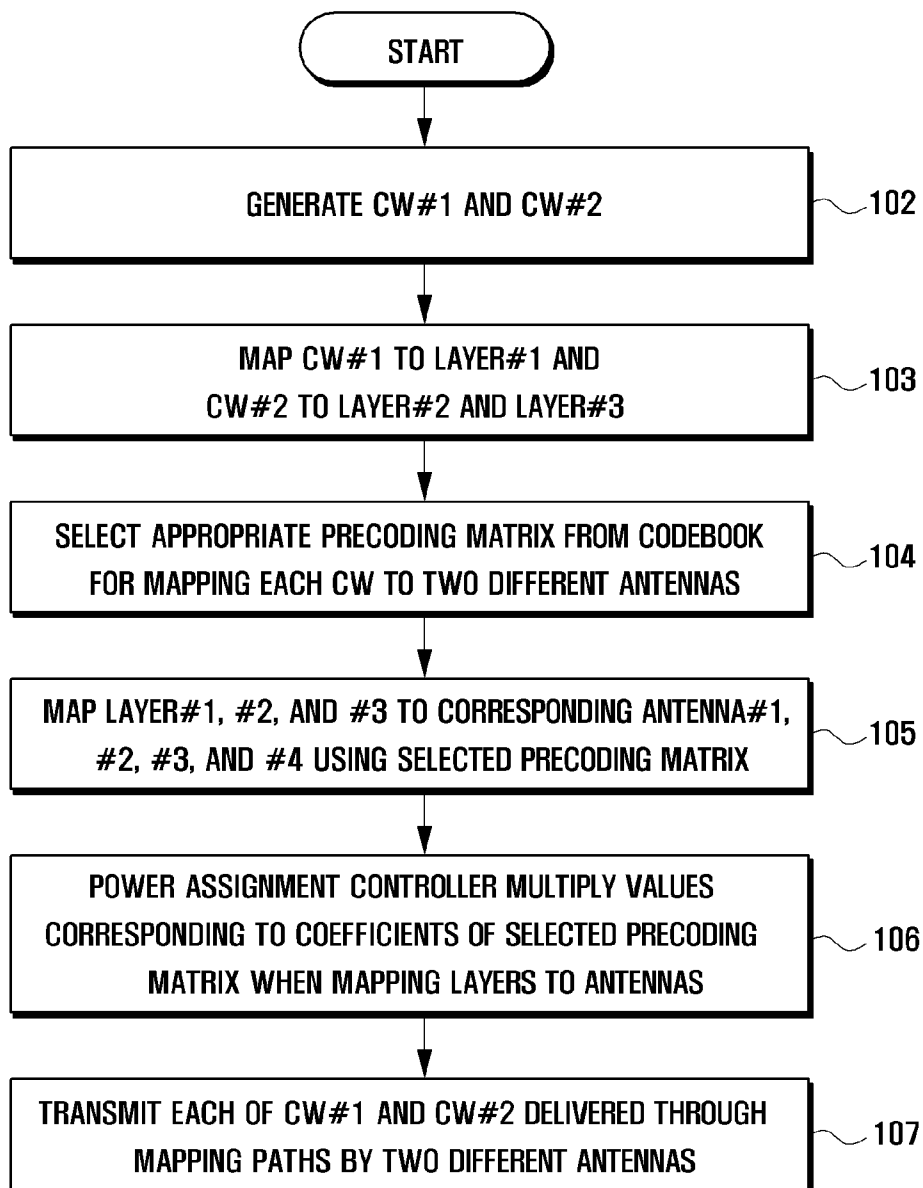 START
GENERATE CW#1 AND CW#2
102
MAP CW#1 TO LAYER#1 AND
CW#2 TO LAYER#2 AND LAYER#3
103
SELECT APPROPRIATE PRECODING MATRIX FROM CODEBOOK
FOR MAPPING EACH CW TO TWO DIFFERENT ANTENNAS
104
MAP LAYER#1, #2, AND #3 TO CORRESPONDING ANTENNA#1,
#2, #3, AND #4 USING SELECTED PRECODING MATRIX
105
POWER ASSIGNMENT CONTROLLER MULTIPLY VALUES
CORRESPONDING TO COEFFICIENTS OF SELECTED PRECODING
MATRIX WHEN MAPPING LAYERS TO ANTENNAS
106
TRANSMIT EACH OF CW#1 AND CW#2 DELIVERED THROUGH
MAPPING PATHS BY TWO DIFFERENT ANTENNAS
107